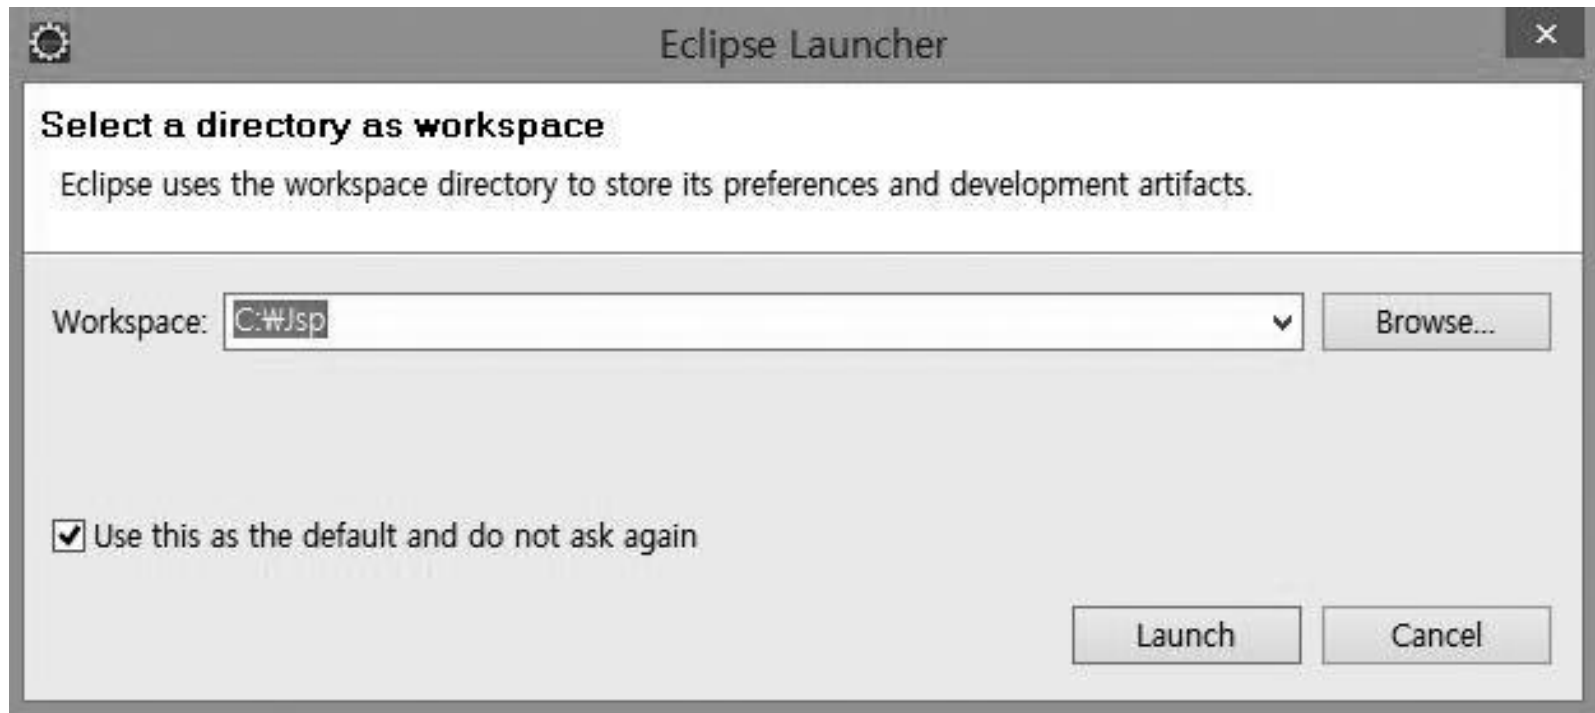 Eclipse Launcher
Select a directory as workspace
Eclipse uses the workspace directory to store its preferences and development artifacts.
Workspace: C:₩Jsp Browse...
Use this as the default and do not ask again
Launch Cancel